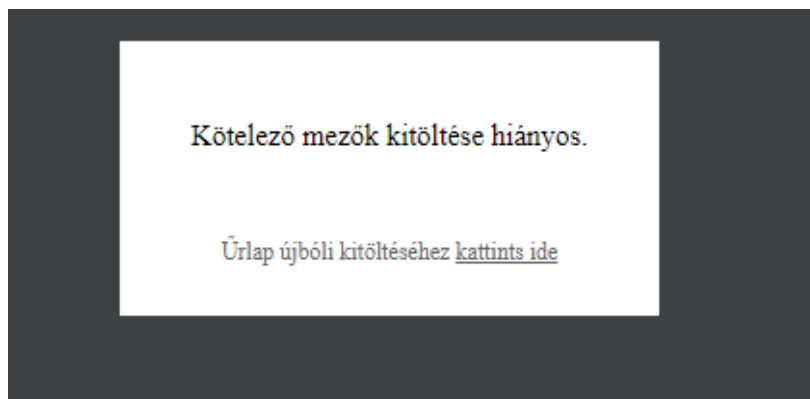 Kötelező mezők kitöltése hiányos.
Űrlap újbóli kitöltéséhez kattints ide